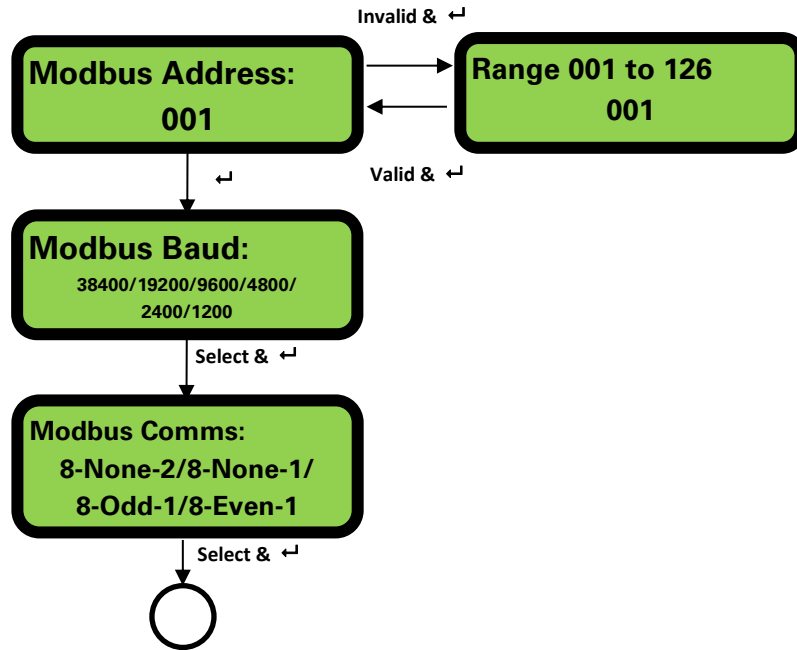 Invalid & ↵
Modbus Address:
001
Range 001 to 126
001
↵
Valid & ↵
Modbus Baud:
38400/19200/9600/4800/
2400/1200
Select & ↵
Modbus Comms:
8-None-2/8-None-1/
8-Odd-1/8-Even-1
Select & ↵